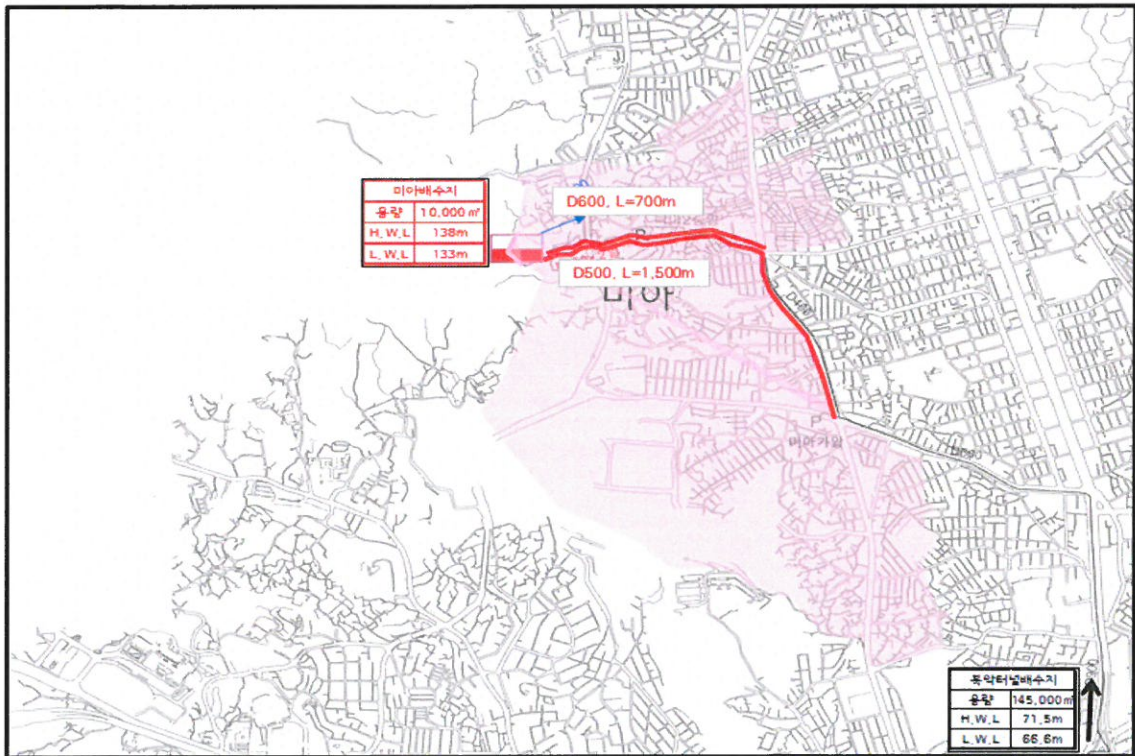 미아배수지
용량 10,000㎥
H.W.L 138m
L.W.L 133m
D600, L=700m
D500, L=1,500m
미아
P
미아가압
북악터널배수지
용량 145,000㎥
H.W.L 71.5m
L.W.L 66.6m